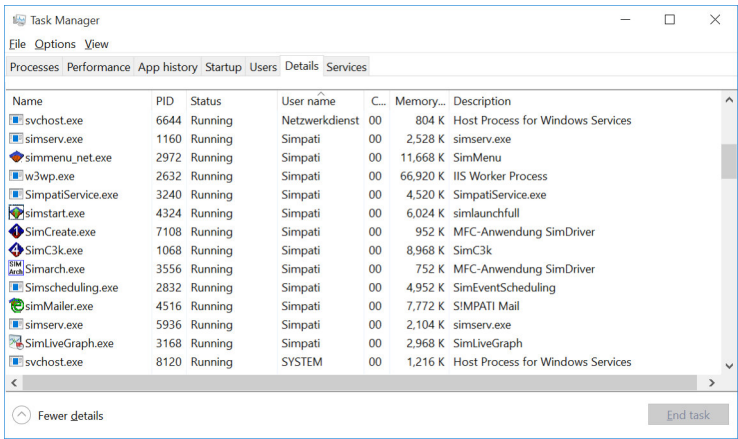 Task Manager
File Options View
Processes Performance App history Startup Users Details Services
Name PID Status User name C... Memory... Description
svchost.exe 6644 Running Netzwerkdienst 00 804 K Host Process for Windows Services
simserv.exe 1160 Running Simpati 00 2,528 K simserv.exe
simmenu_net.exe 2972 Running Simpati 00 11,668 K SimMenu
w3wp.exe 2632 Running Simpati 00 66,920 K IIS Worker Process
SimpatiService.exe 3240 Running Simpati 00 4,520 K SimpatiService.exe
simstart.exe 4324 Running Simpati 00 6,024 K simlaunchfull
SimCreate.exe 7108 Running Simpati 00 952 K MFC-Anwendung SimDriver
SimC3k.exe 1068 Running Simpati 00 8,968 K SimC3k
SIM Arch Simarch.exe 3556 Running Simpati 00 752 K MFC-Anwendung SimDriver
Simscheduling.exe 2832 Running Simpati 00 4,952 K SimEventScheduling
simMailer.exe 4516 Running Simpati 00 7,772 K S!MPATI Mail
simserv.exe 5936 Running Simpati 00 2,104 K simserv.exe
SimLiveGraph.exe 3168 Running Simpati 00 2,968 K SimLiveGraph
svchost.exe 8120 Running SYSTEM 00 1,216 K Host Process for Windows Services
Fewer details End task